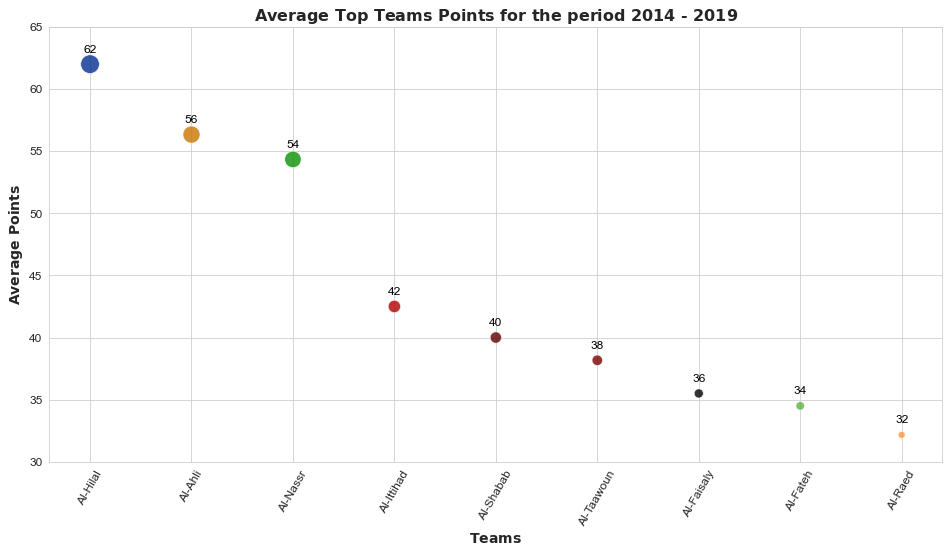 Average Top Teams Points for the period 2014 - 2019
65
60
55
50
45
40
35
30
Average Points
62
56
54
42
40
38
36
34
32
Al-Hilal
Al-Ahli
Al-Nassr
Al-Ittihad
Al-Shabab
Al-Taawoun
Al-Faisaly
Al-Fateh
Al-Raed
Teams